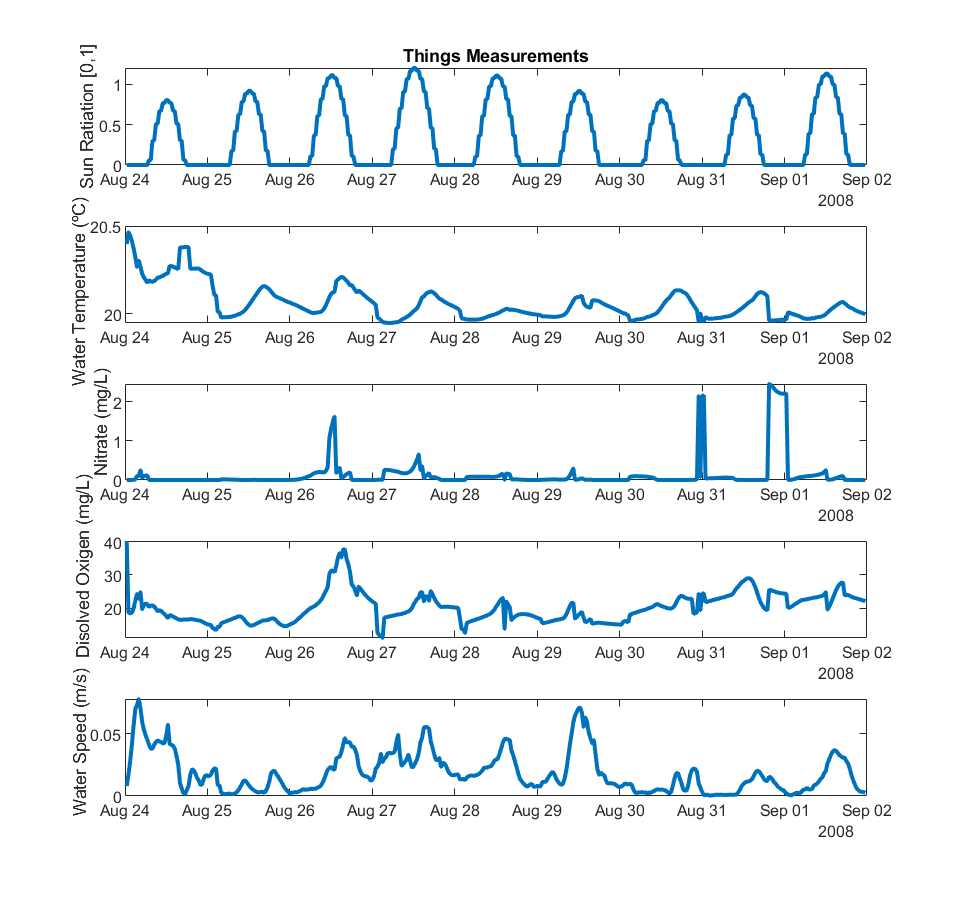 Things Measurements
Sun Ratiation [0,1]
1
0.5
0
Aug 24 Aug 25 Aug 26 Aug 27 Aug 28 Aug 29 Aug 30 Aug 31 Sep 01 Sep 02
2008
Water Temperature (ºC)
20.5
20
Aug 24 Aug 25 Aug 26 Aug 27 Aug 28 Aug 29 Aug 30 Aug 31 Sep 01 Sep 02
2008
Nitrate (mg/L)
2
1
0
Aug 24 Aug 25 Aug 26 Aug 27 Aug 28 Aug 29 Aug 30 Aug 31 Sep 01 Sep 02
2008
Disolved Oxigen (mg/L)
40
30
20
Aug 24 Aug 25 Aug 26 Aug 27 Aug 28 Aug 29 Aug 30 Aug 31 Sep 01 Sep 02
2008
Water Speed (m/s)
0.05
0
Aug 24 Aug 25 Aug 26 Aug 27 Aug 28 Aug 29 Aug 30 Aug 31 Sep 01 Sep 02
2008